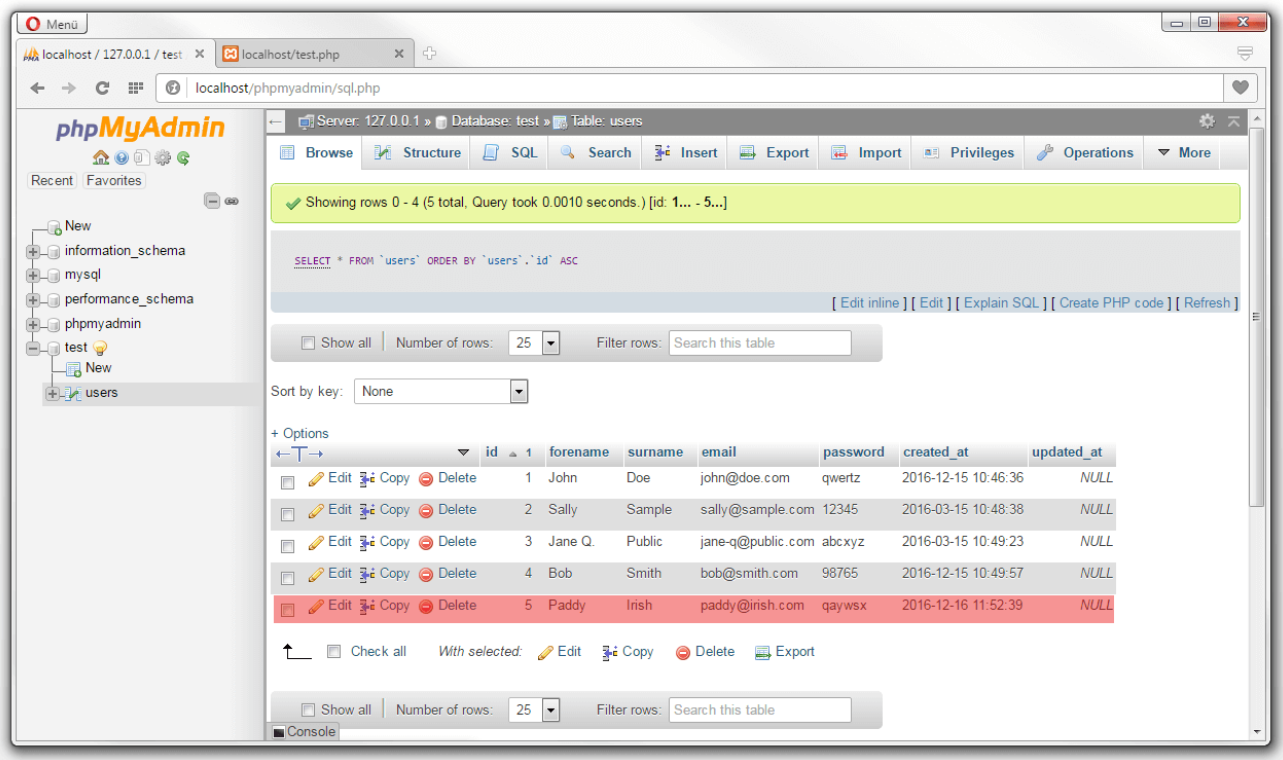 Menü
localhost / 127.0.0.1 / test
localhost/test.php
localhost/phpmyadmin/sql.php
phpMyAdmin
Recent Favorites
New
information_schema
mysql
performance_schema
phpmyadmin
test
New
users
Server: 127.0.0.1 » Database: test » Table: users
Browse Structure SQL Search Insert Export Import Privileges Operations More
Showing rows 0 - 4 (5 total, Query took 0.0010 seconds.) [id: 1... - 5...]
SELECT * FROM `users` ORDER BY `users`.`id` ASC
[ Edit inline ] [ Edit ] [ Explain SQL ] [ Create PHP code ] [ Refresh ]
Show all Number of rows: 25 Filter rows: Search this table
Sort by key: None
+ Options
←T→ id 1 forename surname email password created_at updated_at
Edit Copy Delete 1 John Doe john@doe.com qwertz 2016-12-15 10:46:36 NULL
Edit Copy Delete 2 Sally Sample sally@sample.com 12345 2016-03-15 10:48:38 NULL
Edit Copy Delete 3 Jane Q. Public jane-q@public.com abcxyz 2016-03-15 10:49:23 NULL
Edit Copy Delete 4 Bob Smith bob@smith.com 98765 2016-12-15 10:49:57 NULL
Edit Copy Delete 5 Paddy Irish paddy@irish.com qaywsx 2016-12-16 11:52:39 NULL
Check all With selected: Edit Copy Delete Export
Show all Number of rows: 25 Filter rows: Search this table
Console